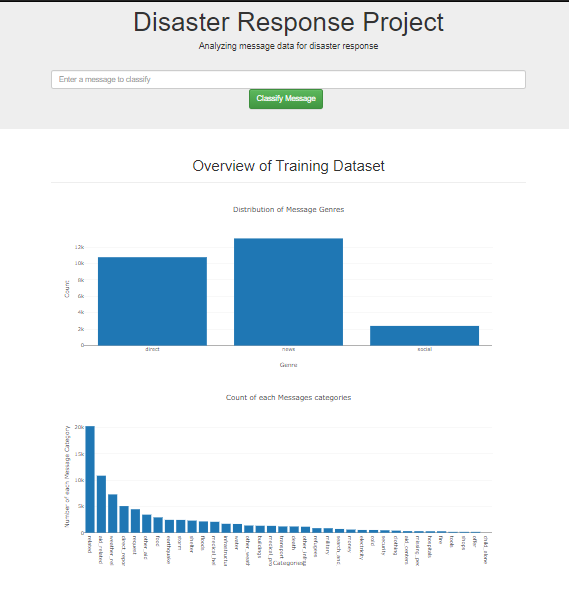 Disaster Response Project
Analyzing message data for disaster response
Enter a message to classify
Classify Message
Overview of Training Dataset
Distribution of Message Genres
12k
10k
8k
6k
4k
2k
0
Count
direct
news
social
Genre
Count of each Messages categories
20k
15k
10k
5k
0
Number of each Message Category
related
aid_related
weather_rel
direct_repor
request
other_aid
food
earthquake
storm
shelter
floods
medical_hel
infrastructur
water
other_weat
buildings
medical_pro
transport
death
other_infra
refugees
military
search_and
money
electricity
cold
security
clothing
aid_centers
missing_peo
hospitals
fire
tools
shops
offer
child_alone
Categories